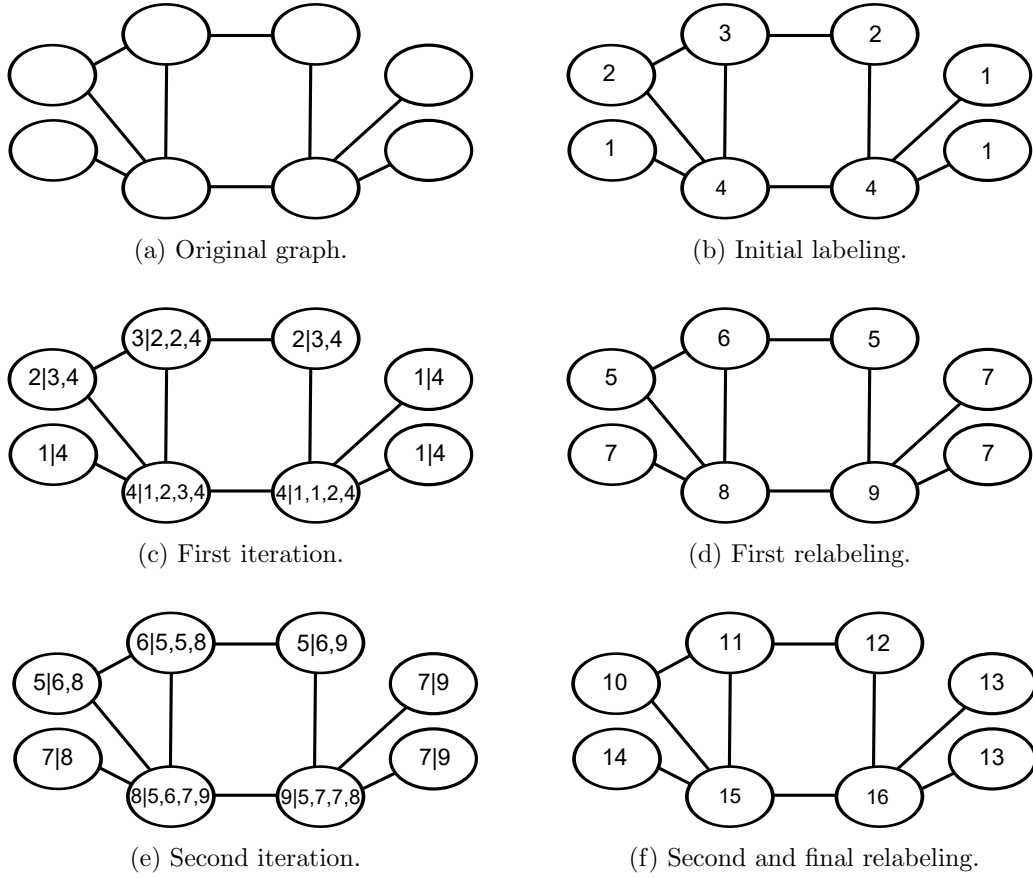 3 2
2 1
1 1
4 4
(a) Original graph. (b) Initial labeling.
3|2,2,4 2|3,4 6 5
2|3,4 1|4 5 7
1|4 1|4 7 7
4|1,2,3,4 4|1,1,2,4 8 9
(c) First iteration. (d) First relabeling.
6|5,5,8 5|6,9 11 12
5|6,8 7|9 10 13
7|8 7|9 14 13
8|5,6,7,9 9|5,7,7,8 15 16
(e) Second iteration. (f) Second and final relabeling.